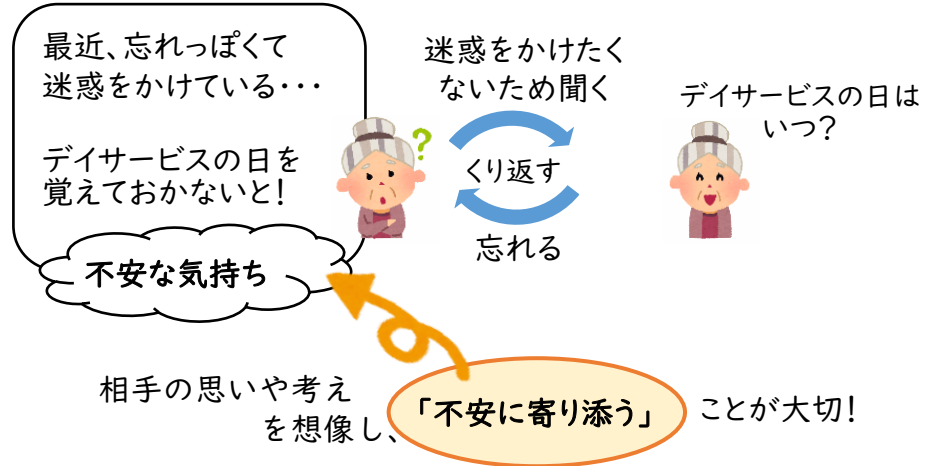 最近、忘れっぽくて
迷惑をかけている・・・
デイサービスの日を
覚えておかないと!
不安な気持ち
迷惑をかけたく
ないため聞く
?
くり返す
忘れる
デイサービスの日は
いつ?
相手の思いや考え
を想像し、
「不安に寄り添う」
ことが大切!